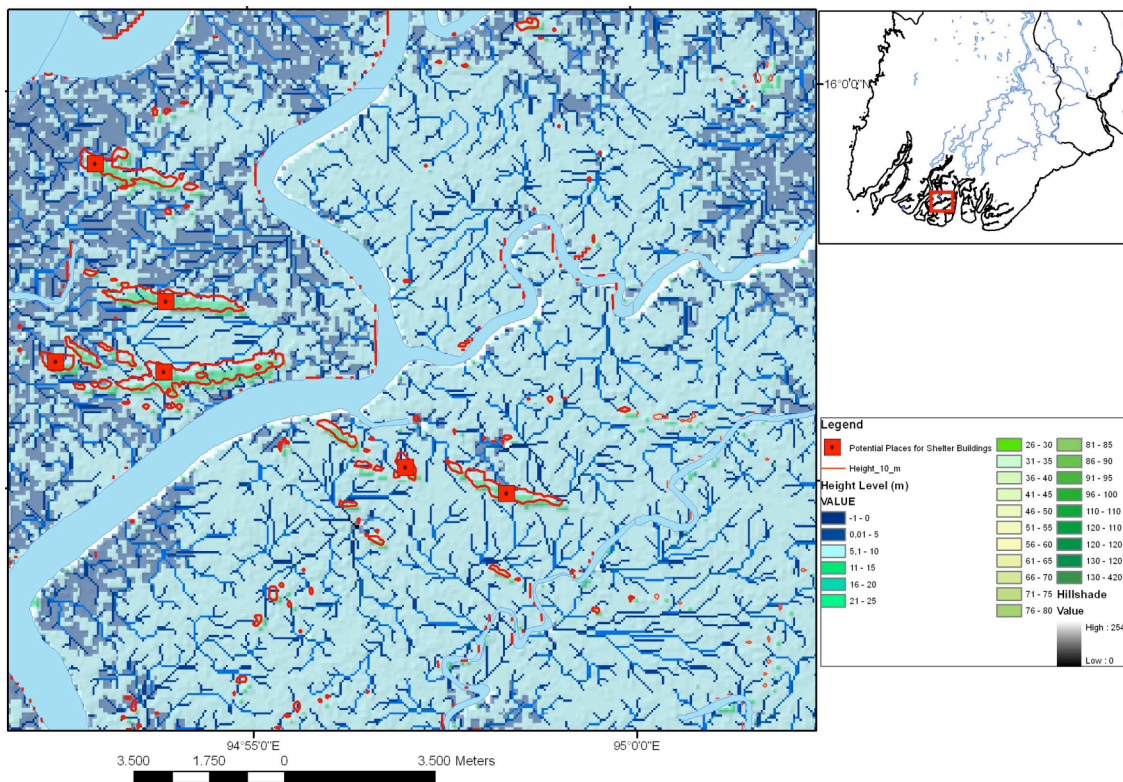 16°0'0"N
Legend
Potential Places for Shelter Buildings
Height_10_m
Height Level (m)
VALUE
-1 - 0
0,01 - 5
5,1 - 10
11 - 15
16 - 20
21 - 25
26 - 30
31 - 35
36 - 40
41 - 45
46 - 50
51 - 55
56 - 60
61 - 65
66 - 70
71 - 75
76 - 80
81 - 85
86 - 90
91 - 95
96 - 100
110 - 110
120 - 110
120 - 120
130 - 120
130 - 420
Hillshade
Value
High : 254
Low : 0
94°55'0"E
95°0'0"E
3.500 1.750 0 3.500 Meters